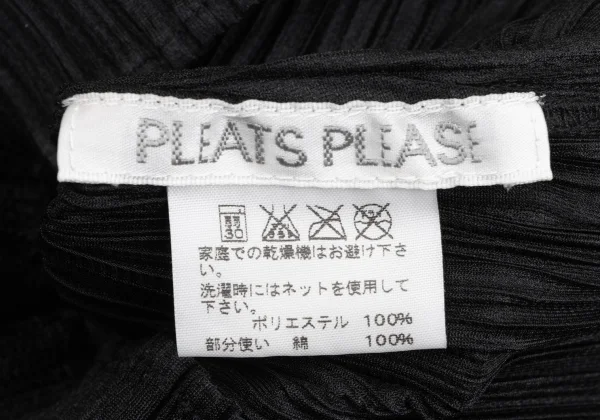 PLEATS PLEASE
弱 30
家庭での乾燥機はお避け下さ
い。
洗濯時にはネットを使用して
下さい。
ポリエステル 100%
部分使い 綿 100%